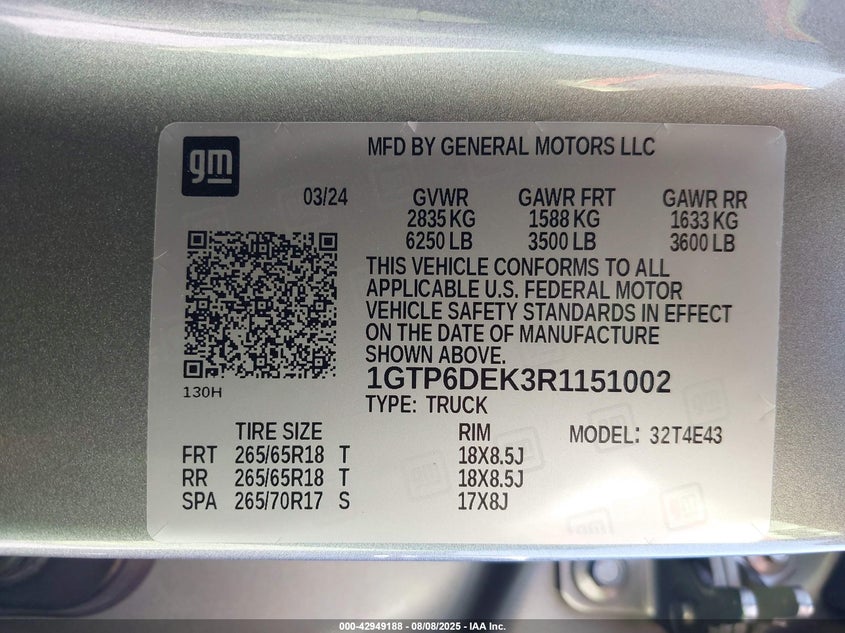 gm
MFD BY GENERAL MOTORS LLC
03/24 GVWR GAWR FRT GAWR RR
2835 KG 1588 KG 1633 KG
6250 LB 3500 LB 3600 LB
THIS VEHICLE CONFORMS TO ALL
APPLICABLE U.S. FEDERAL MOTOR
VEHICLE SAFETY STANDARDS IN EFFECT
ON THE DATE OF MANUFACTURE
SHOWN ABOVE.
130H
1GTP6DEK3R1151002
TYPE: TRUCK
TIRE SIZE RIM MODEL: 32T4E43
FRT 265/65R18 T 18X8.5J
RR 265/65R18 T 18X8.5J
SPA 265/70R17 S 17X8J
000-42949188 - 08/08/2025 - IAA Inc.